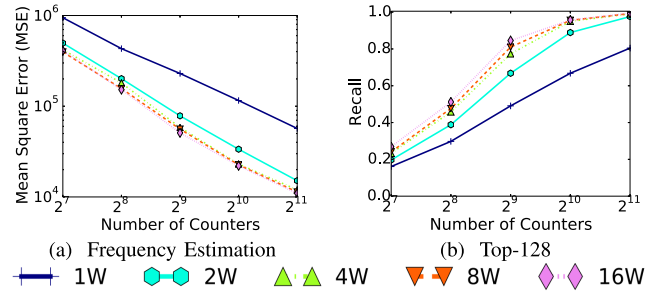 Mean Square Error (MSE)
10^6
10^5
10^4
2^7 2^8 2^9 2^10 2^11
Number of Counters
(a) Frequency Estimation
Recall
1.0
0.8
0.6
0.4
0.2
0.0
2^7 2^8 2^9 2^10 2^11
Number of Counters
(b) Top-128
1W 2W 4W 8W 16W